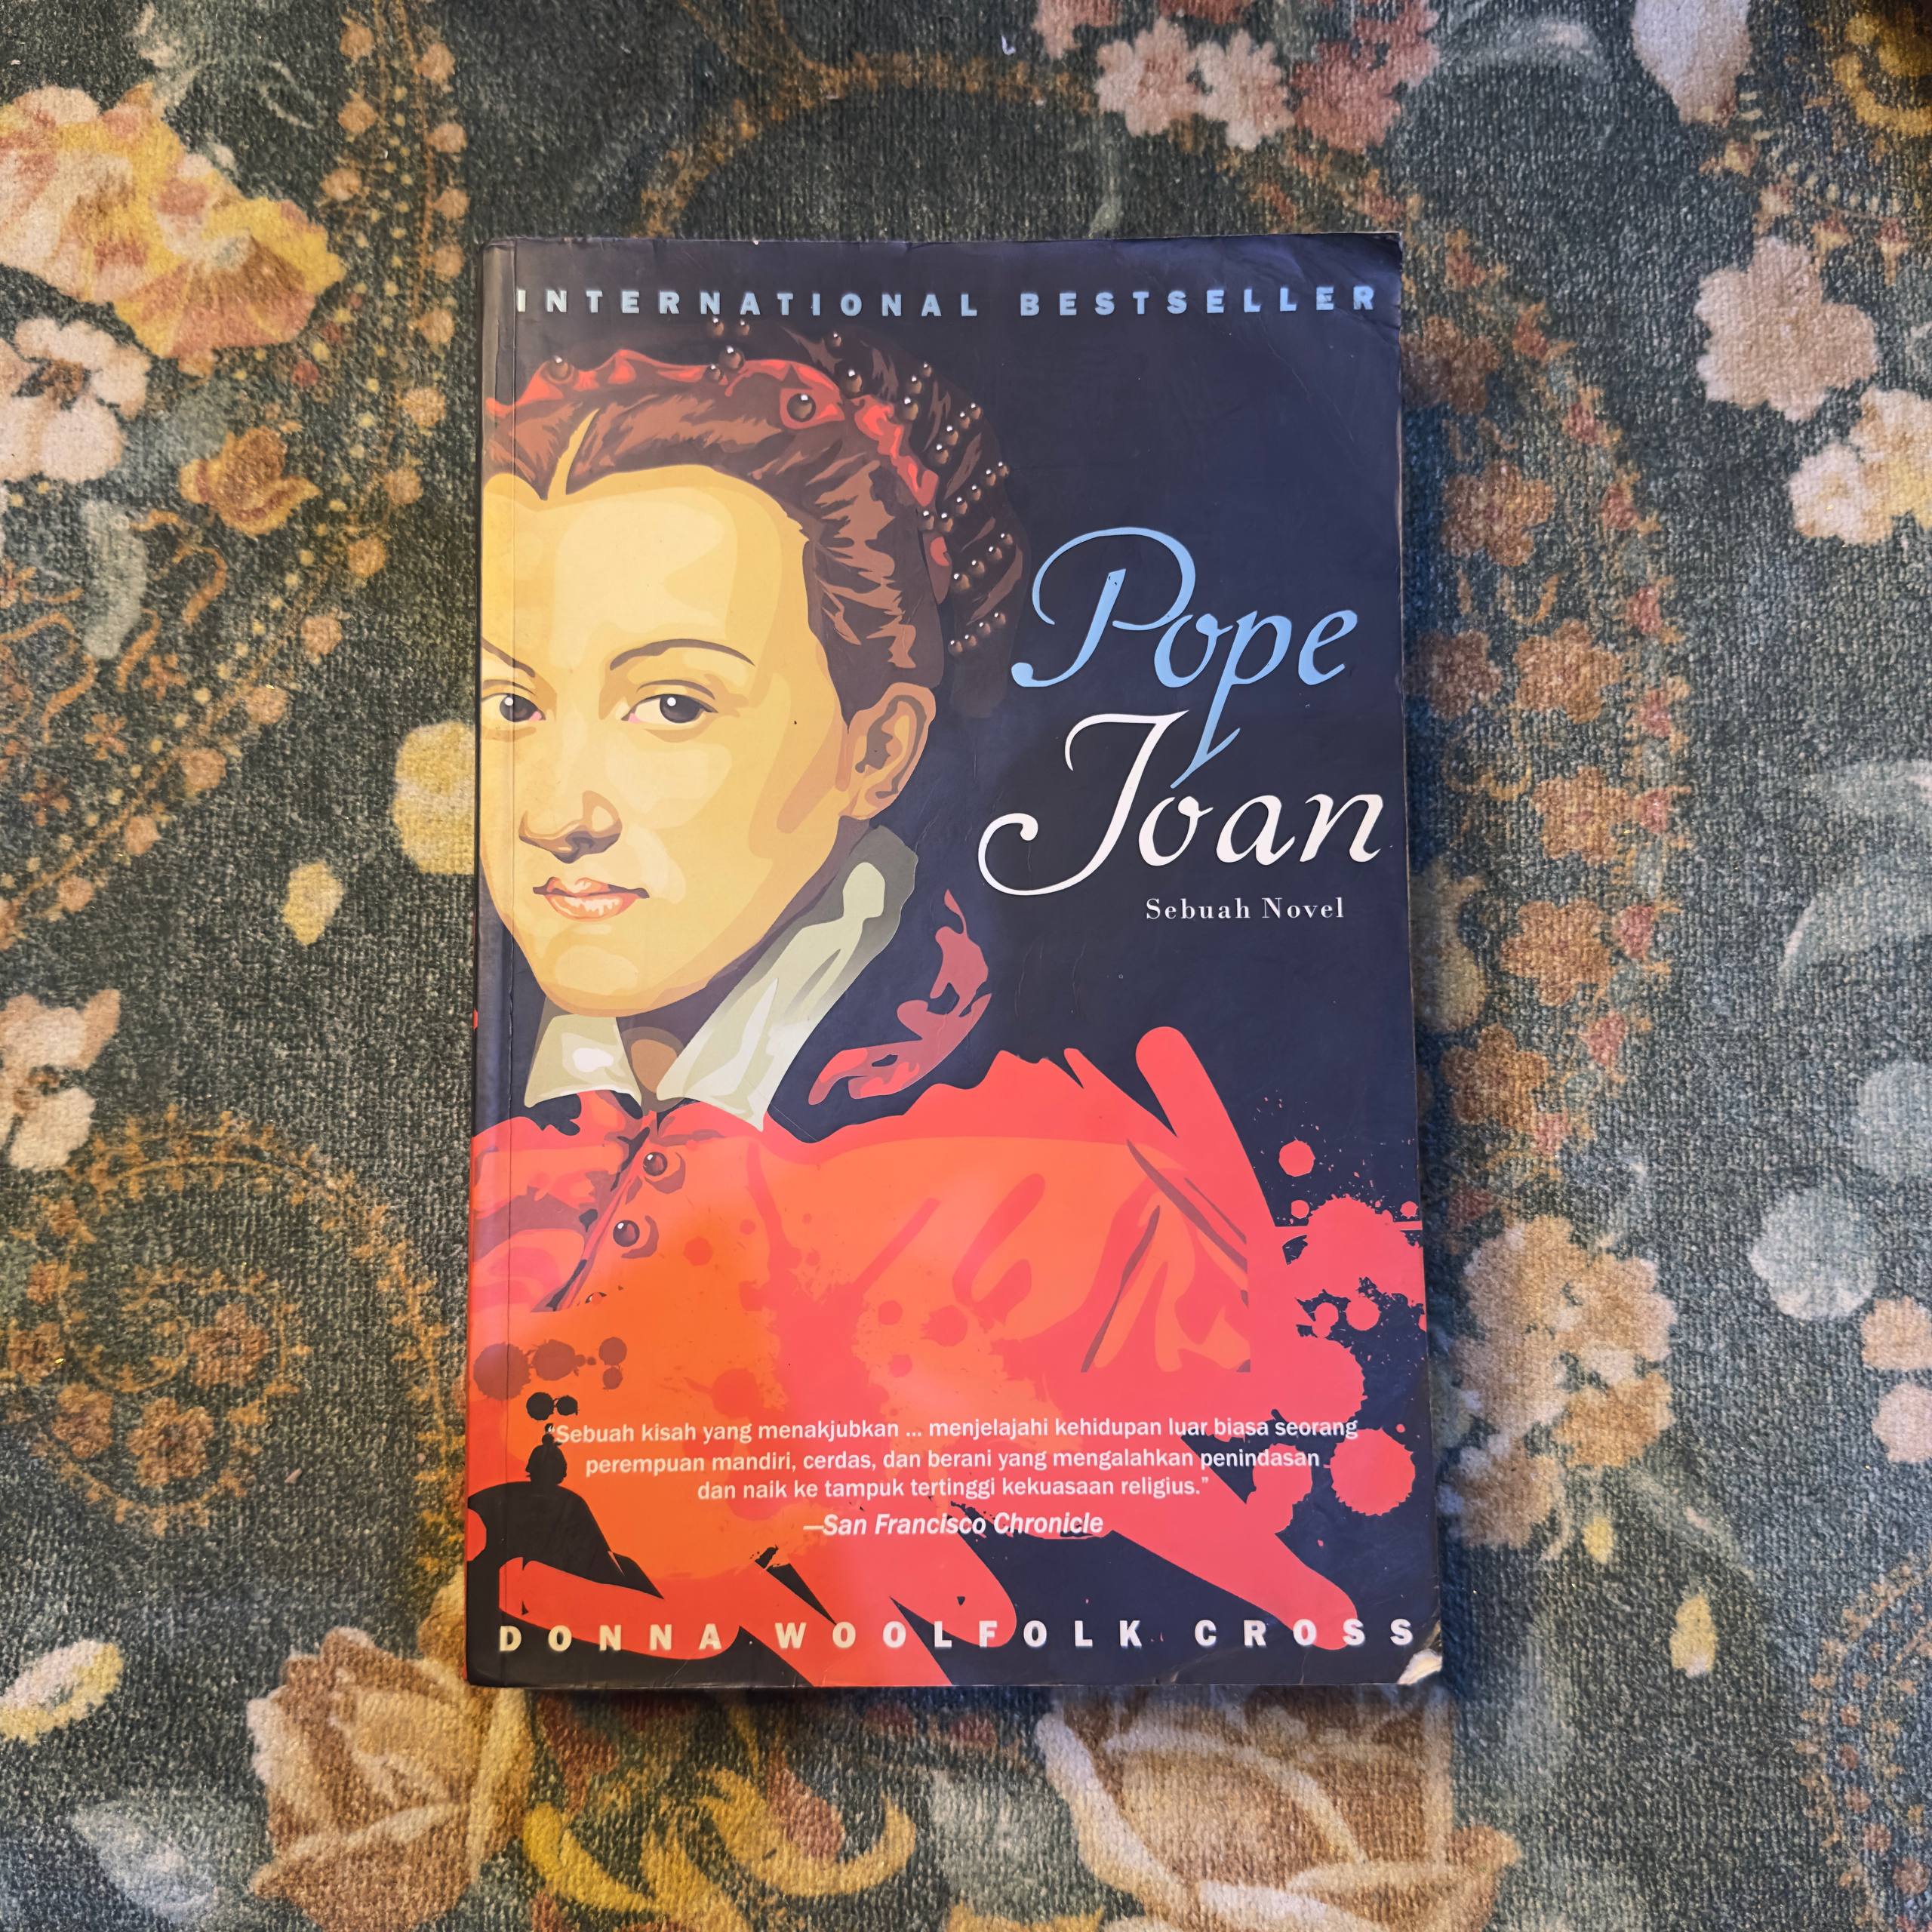 INTERNATIONAL BESTSELLER
Pope
Joan
Sebuah Novel
"Sebuah kisah yang menakjubkan ... menjelajahi kehidupan luar biasa seorang
perempuan mandiri, cerdas, dan berani yang mengalahkan penindasan
dan naik ke tampuk tertinggi kekuasaan religius."
—San Francisco Chronicle
DONNA WOOLFOLK CROSS